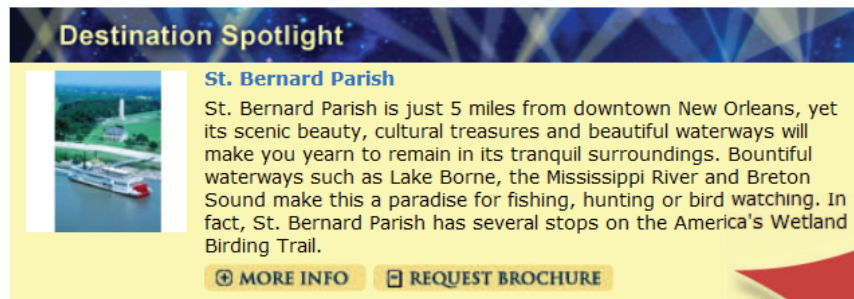 Destination Spotlight
St. Bernard Parish
St. Bernard Parish is just 5 miles from downtown New Orleans, yet
its scenic beauty, cultural treasures and beautiful waterways will
make you yearn to remain in its tranquil surroundings. Bountiful
waterways such as Lake Borne, the Mississippi River and Breton
Sound make this a paradise for fishing, hunting or bird watching. In
fact, St. Bernard Parish has several stops on the America's Wetland
Birding Trail.
MORE INFO REQUEST BROCHURE